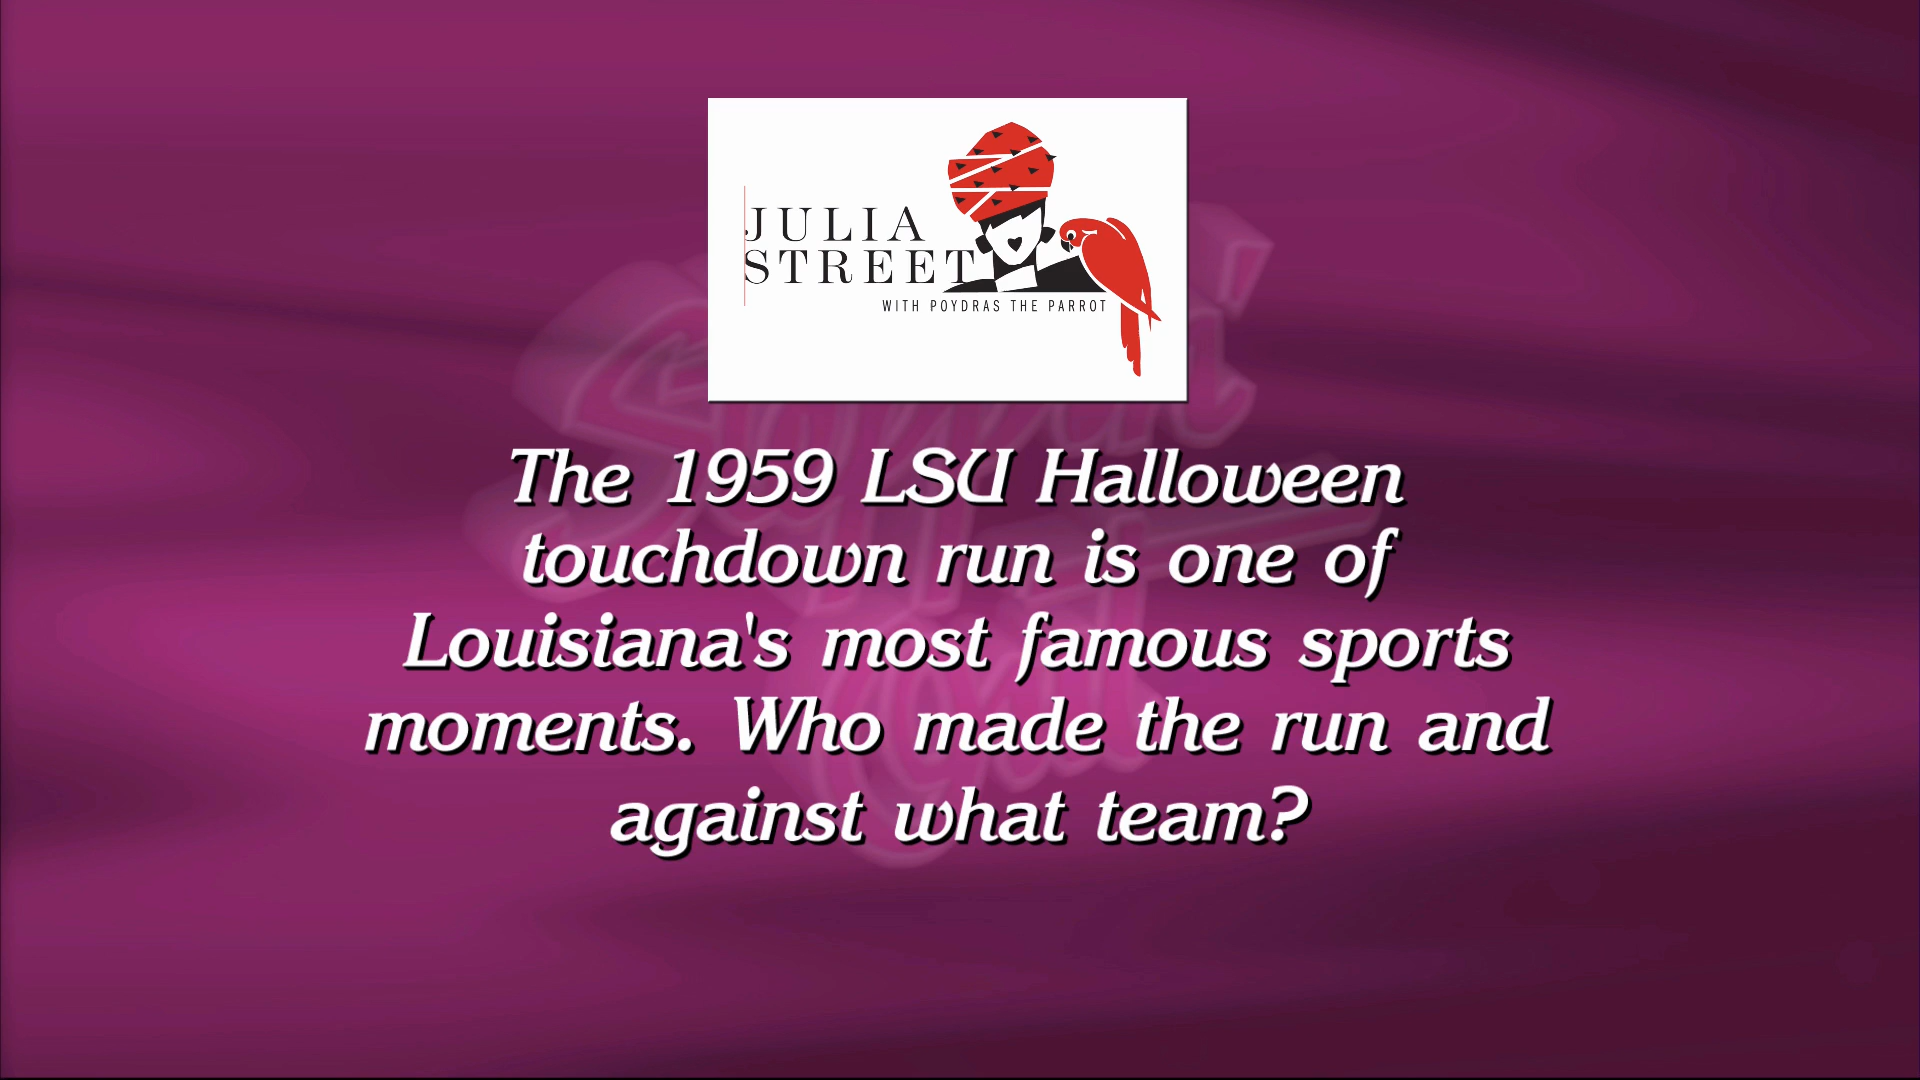 JULIA
STREET
WITH POYDRAS THE PARROT
The 1959 LSU Halloween
touchdown run is one of
Louisiana's most famous sports
moments. Who made the run and
against what team?